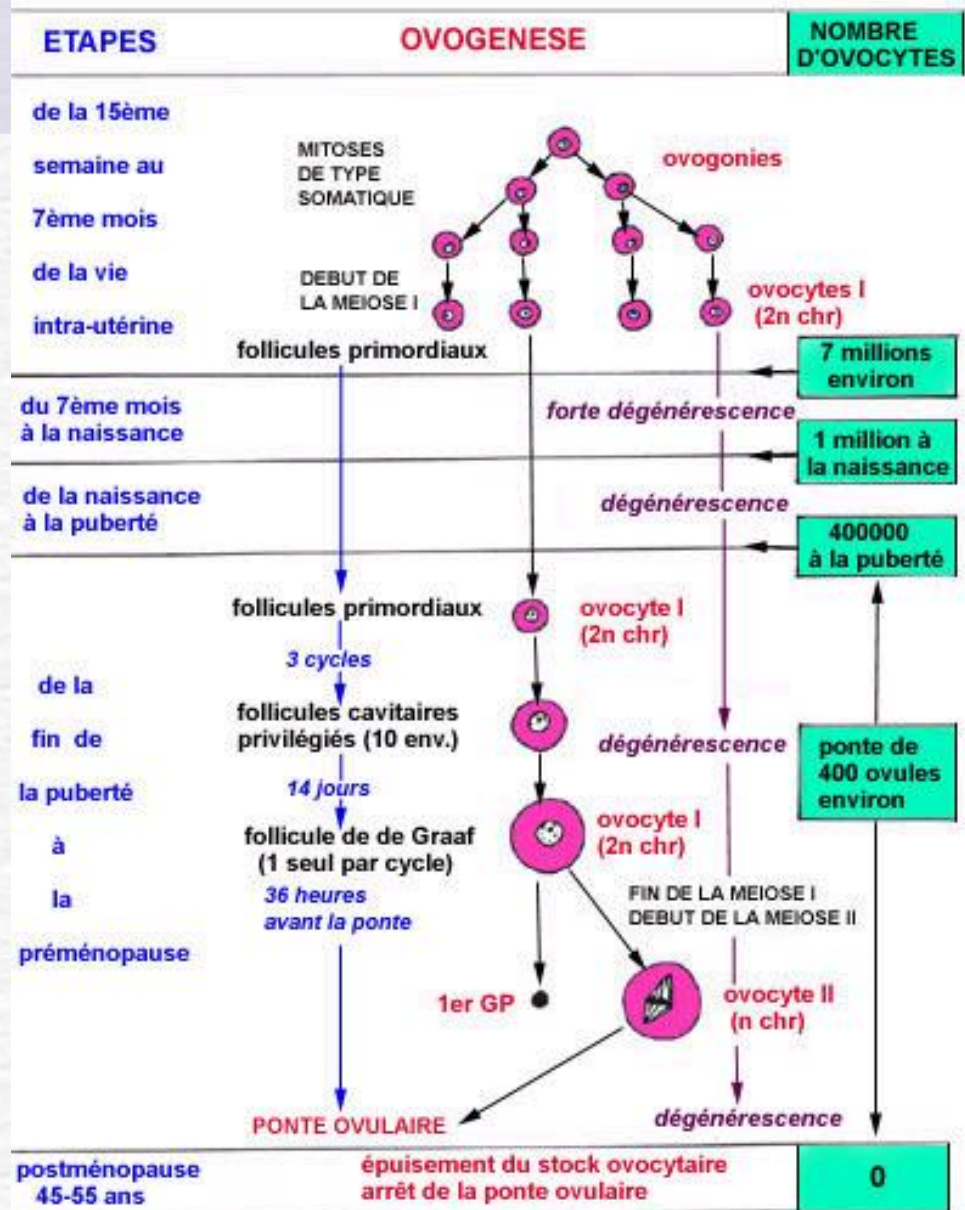 ETAPES
OVOGENESE
NOMBRE
D'OVOCYTES
de la 15ème
semaine au
7ème mois
de la vie
intra-utérine
MITOSES
DE TYPE
SOMATIQUE
ovogonies
DEBUT DE
LA MEIOSE I
ovocytes I
(2n chr)
follicules primordiaux
7 millions
environ
du 7ème mois
à la naissance
forte dégénérescence
1 million à
la naissance
de la naissance
à la puberté
dégénérescence
400000
à la puberté
follicules primordiaux
ovocyte I
(2n chr)
3 cycles
de la
fin de
la puberté
à
la
préménopause
follicules cavitaires
privilégiés (10 env.)
dégénérescence
ponte de
400 ovules
environ
14 jours
follicule de de Graaf
(1 seul par cycle)
ovocyte I
(2n chr)
36 heures
avant la ponte
FIN DE LA MEIOSE I
DEBUT DE LA MEIOSE II
1er GP
ovocyte II
(n chr)
PONTE OVULAIRE
dégénérescence
postménopause
45-55 ans
épuisement du stock ovocytaire
arrêt de la ponte ovulaire
0